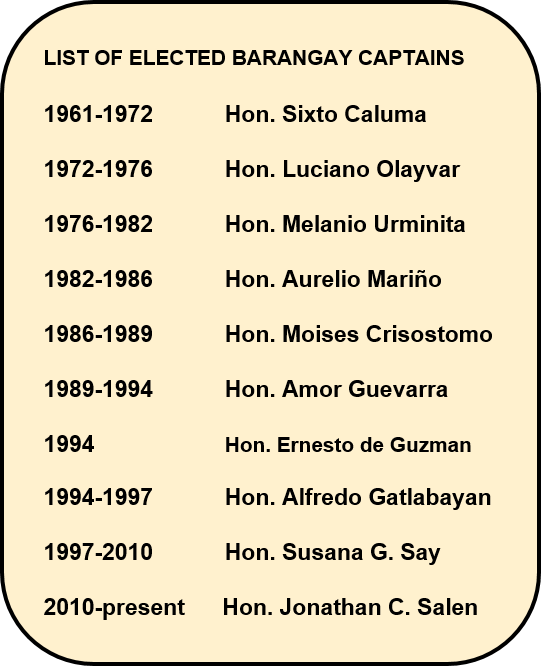 LIST OF ELECTED BARANGAY CAPTAINS
1961-1972 Hon. Sixto Caluma
1972-1976 Hon. Luciano Olayvar
1976-1982 Hon. Melanio Urminita
1982-1986 Hon. Aurelio Mariño
1986-1989 Hon. Moises Crisostomo
1989-1994 Hon. Amor Guevarra
1994 Hon. Ernesto de Guzman
1994-1997 Hon. Alfredo Gatlabayan
1997-2010 Hon. Susana G. Say
2010-present Hon. Jonathan C. Salen